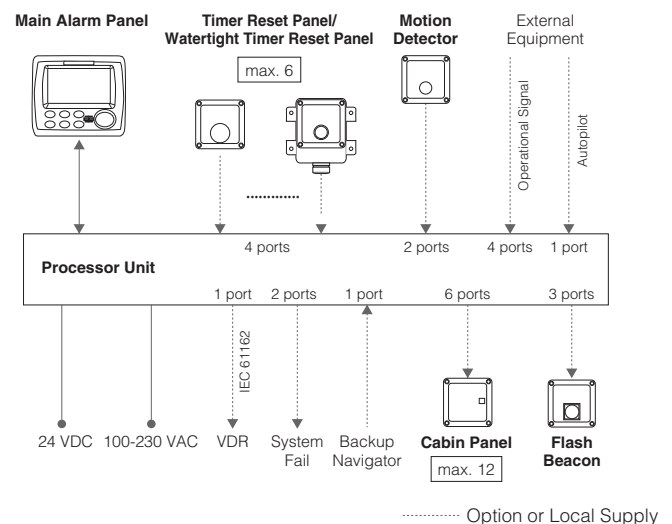 Main Alarm Panel
Timer Reset Panel/
Watertight Timer Reset Panel
max. 6
Motion
Detector
External
Equipment
Operational Signal
Autopilot
4 ports
2 ports
4 ports
1 port
Processor Unit
1 port
2 ports
1 port
6 ports
3 ports
IEC 61162
24 VDC
100-230 VAC
VDR
System
Fail
Backup
Navigator
Cabin Panel
max. 12
Flash
Beacon
Option or Local Supply